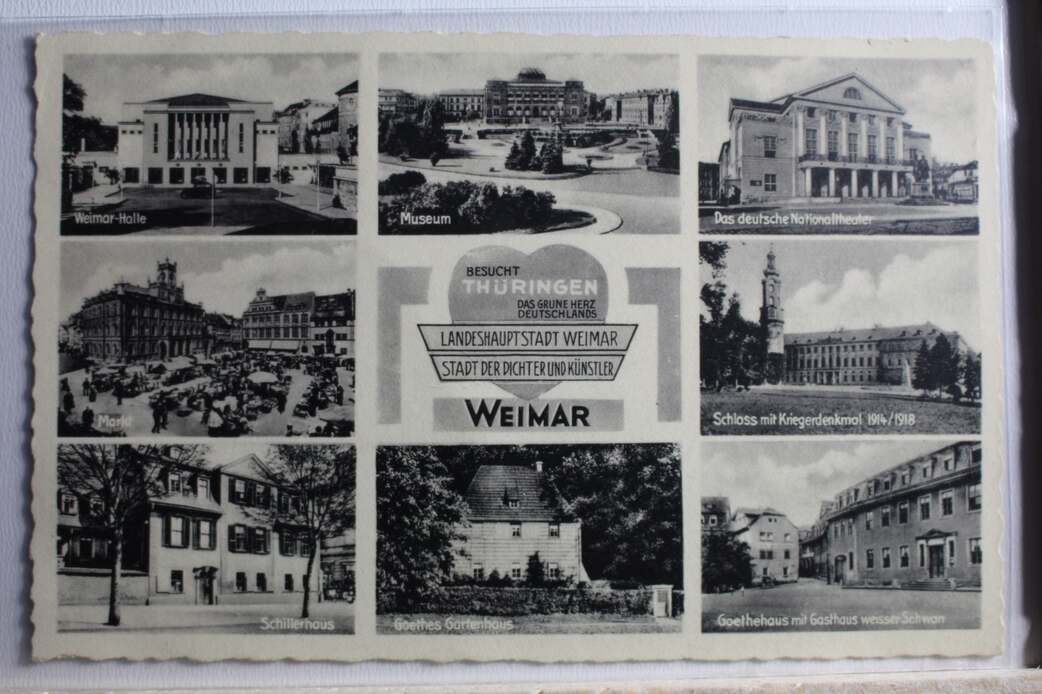 Weimar-Halle
Museum
Das deutsche Nationaltheater
Markt
BESUCHT
THÜRINGEN
DAS GRÜNE HERZ
DEUTSCHLANDS
LANDESHAUPTSTADT WEIMAR
STADT DER DICHTER UND KÜNSTLER
WEIMAR
Schloss mit Kriegerdenkmal 1914/1918
Schillerhaus
Goethes Gartenhaus
Goethehaus mit Gasthaus weisser Schwan